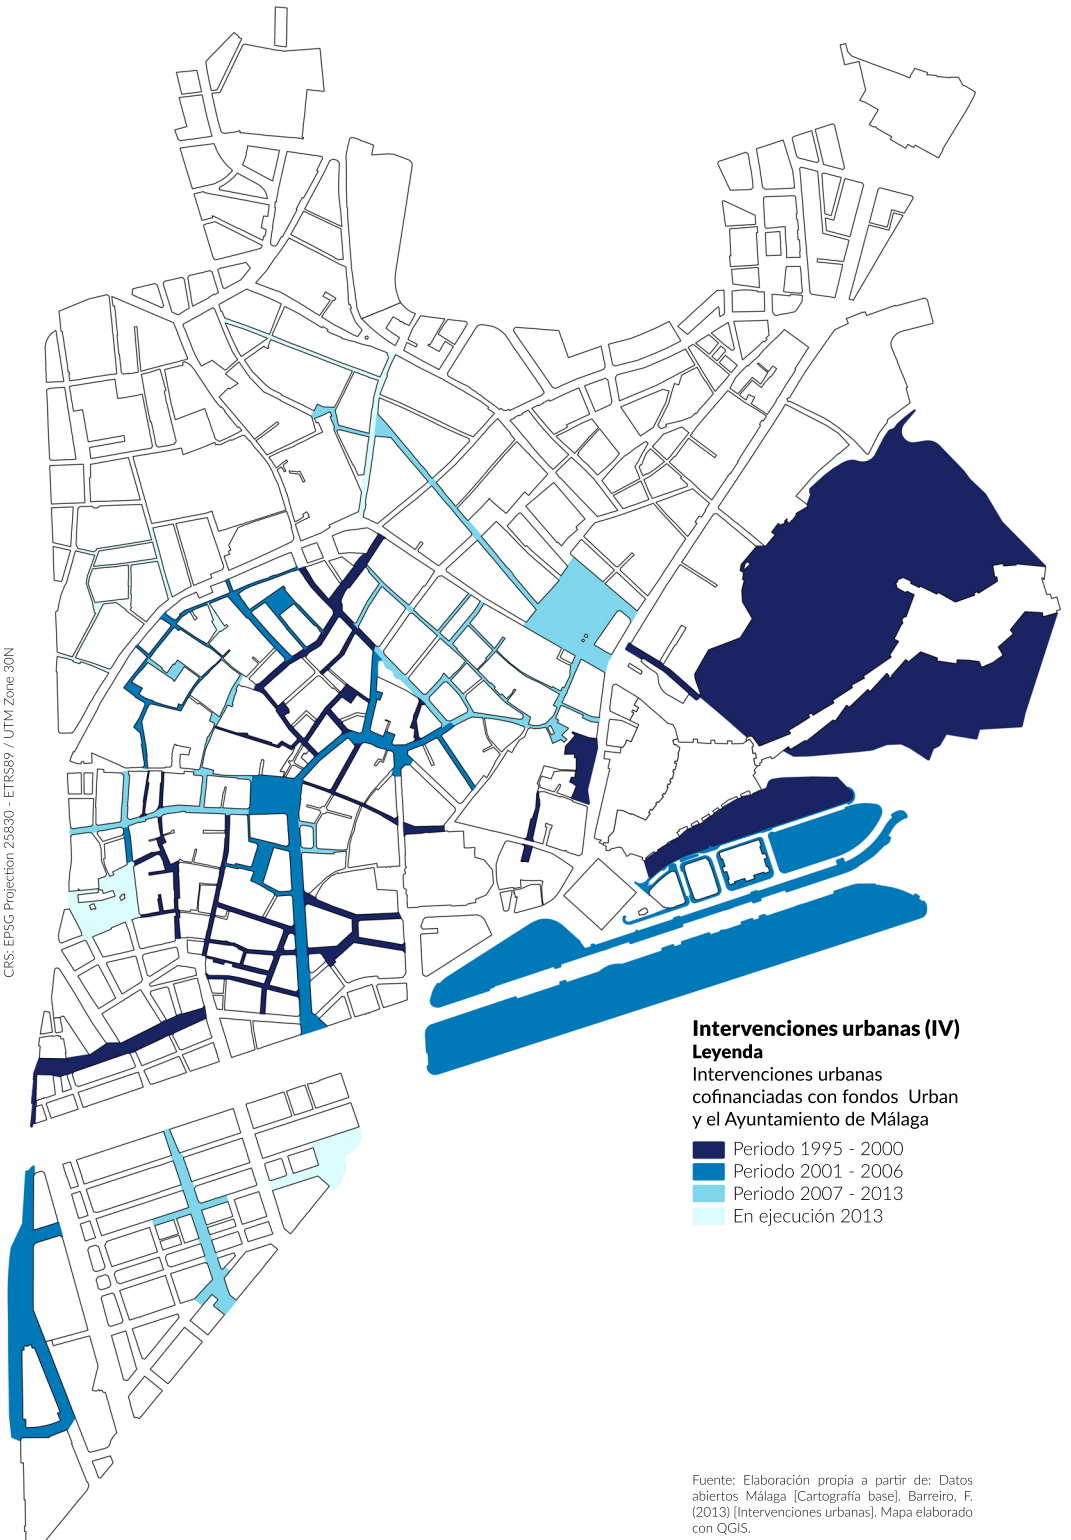 CRS: EPSG Projection 25830 - ETRS89 / UTM Zone 30N
Intervenciones urbanas (IV)
Leyenda
Intervenciones urbanas
cofinanciadas con fondos Urban
y el Ayuntamiento de Málaga
Periodo 1995 - 2000
Periodo 2001 - 2006
Periodo 2007 - 2013
En ejecución 2013
Fuente: Elaboración propia a partir de: Datos
abiertos Málaga [Cartografía base]. Barreiro, F.
(2013) [Intervenciones urbanas]. Mapa elaborado
con QGIS.